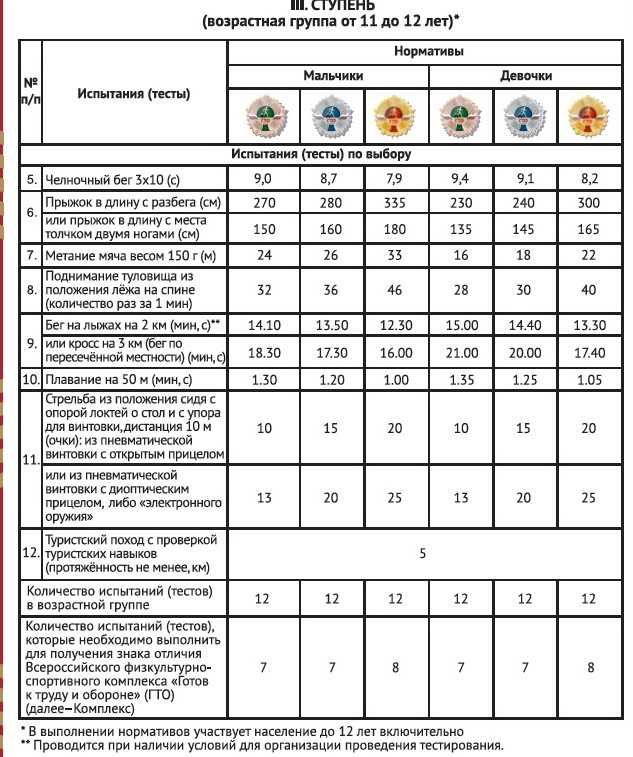 III. СТУПЕНЬ
(возрастная группа от 11 до 12 лет)*
№ п/п
Испытания (тесты)
Нормативы
Мальчики Девочки
ГТО ГТО ГТО ГТО ГТО ГТО
Испытания (тесты) по выбору
5. Челночный бег 3х10 (с) 9,0 8,7 7,9 9,4 9,1 8,2
6. Прыжок в длину с разбега (см) 270 280 335 230 240 300
или прыжок в длину с места
толчком двумя ногами (см) 150 160 180 135 145 165
7. Метание мяча весом 150 г (м) 24 26 33 16 18 22
8. Поднимание туловища из
положения лёжа на спине
(количество раз за 1 мин) 32 36 46 28 30 40
9. Бег на лыжах на 2 км (мин, с)** 14.10 13.50 12.30 15.00 14.40 13.30
или кросс на 3 км (бег по
пересечённой местности) (мин, с) 18.30 17.30 16.00 21.00 20.00 17.40
10. Плавание на 50 м (мин, с) 1.30 1.20 1.00 1.35 1.25 1.05
11. Стрельба из положения сидя с
опорой локтей о стол и с упора
для винтовки, дистанция 10 м
(очки): из пневматической
винтовки с открытым прицелом 10 15 20 10 15 20
или из пневматической
винтовки с диоптическим
прицелом, либо «электронного
оружия» 13 20 25 13 20 25
12. Туристский поход с проверкой
туристских навыков
(протяжённость не менее, км) 5
Количество испытаний (тестов)
в возрастной группе 12 12 12 12 12 12
Количество испытаний (тестов),
которые необходимо выполнить
для получения знака отличия
Всероссийского физкультурно-
спортивного комплекса «Готов
к труду и обороне» (ГТО)
(далее–Комплекс) 7 7 8 7 7 8
* В выполнении нормативов участвует население до 12 лет включительно
** Проводится при наличии условий для организации проведения тестирования.